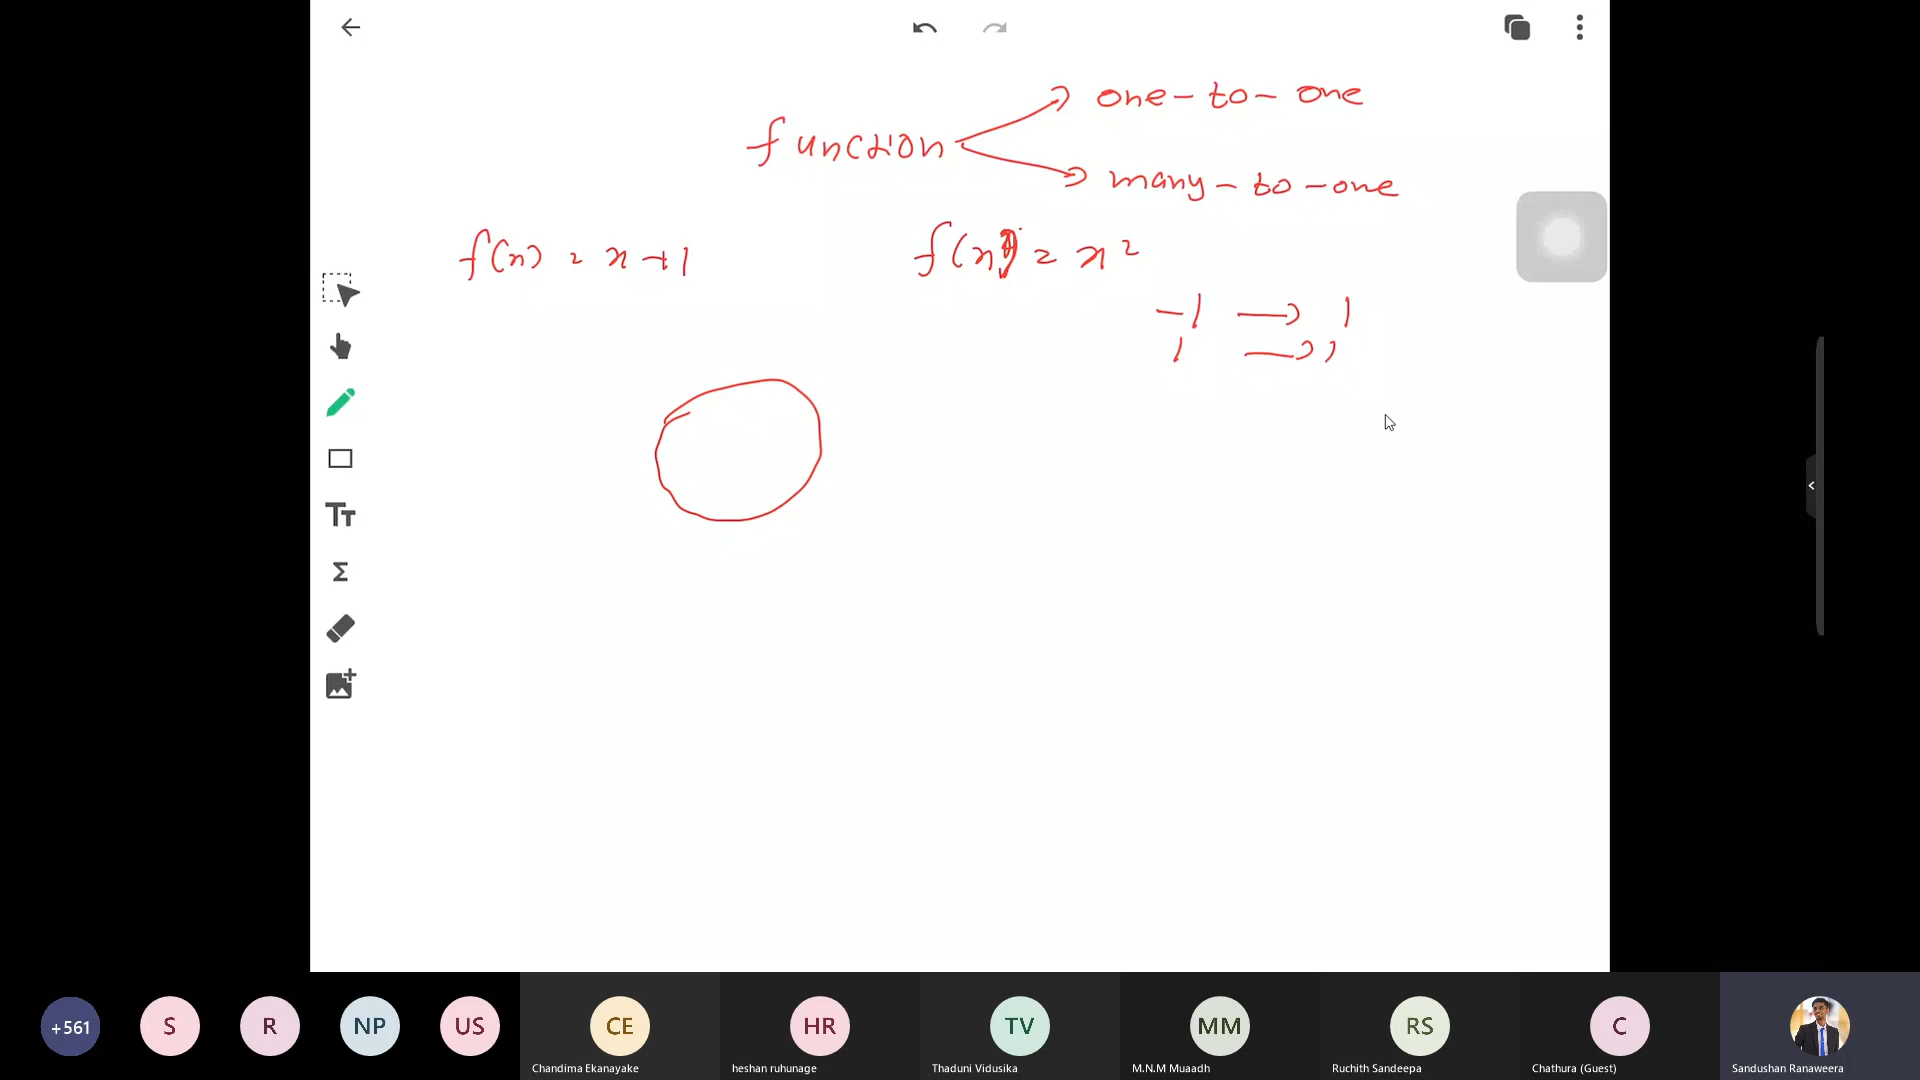 one-to-one
function
many-to-one
f(x) = x+1
f(x) = x²
-1 → 1
1 → 1
Tт
Σ
<
+561
S
R
NP
US
CE
HR
TV
MM
RS
C
Chandima Ekanayake
heshan ruhunage
Thaduni Vidusika
M.N.M Muaadh
Ruchith Sandeepa
Chathura (Guest)
Sandushan Ranaweera